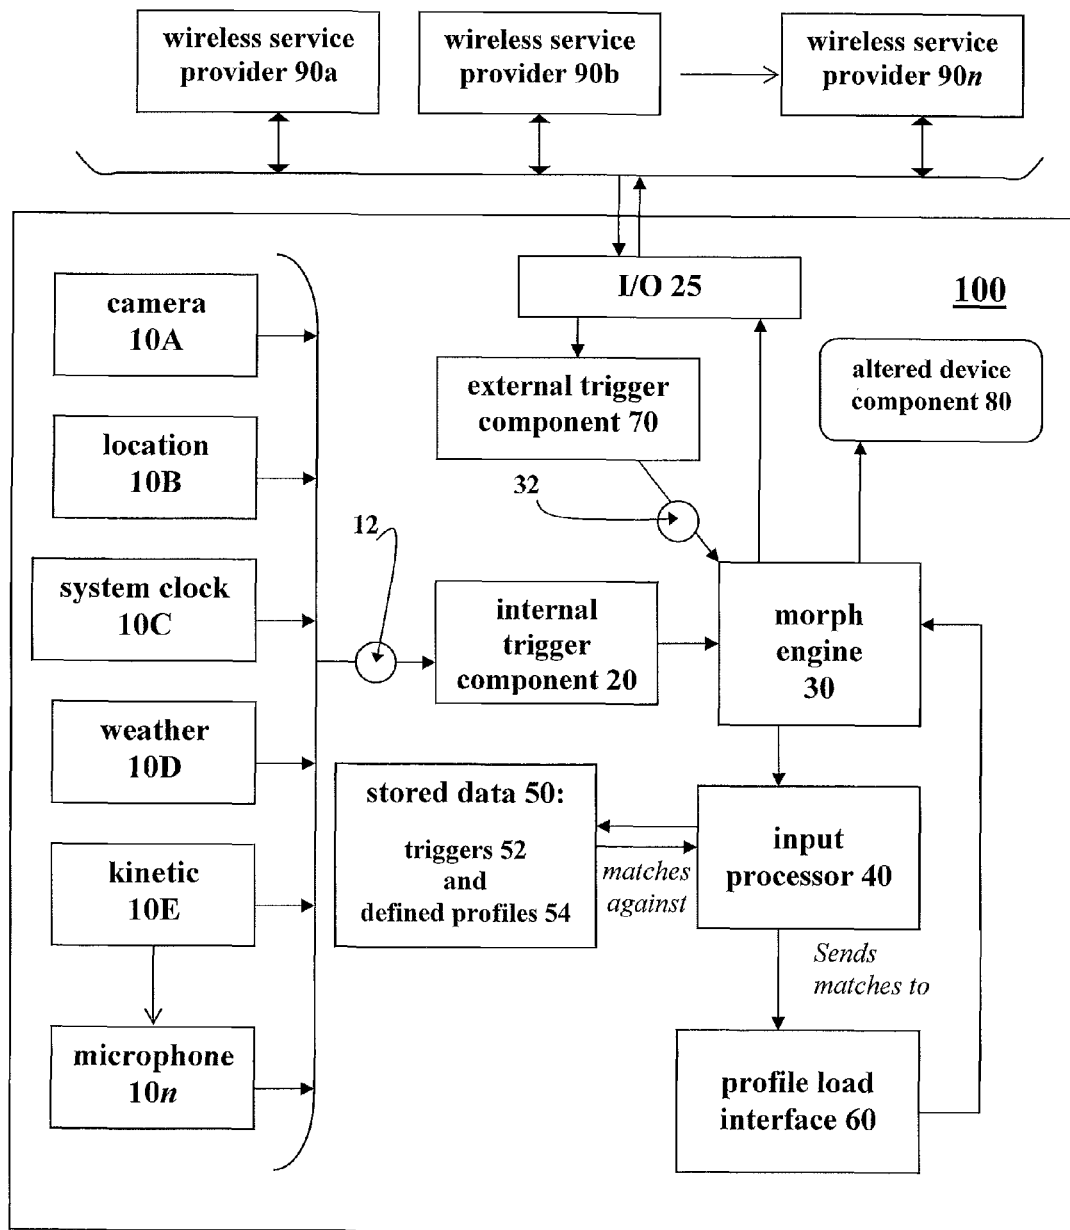 wireless service
provider 90a
wireless service
provider 90b
wireless service
provider 90n
I/O 25
100
camera
10A
external trigger
component 70
altered device
component 80
location
10B
32
12
system clock
10C
internal
trigger
component 20
morph
engine
30
weather
10D
stored data 50:
triggers 52
and
defined profiles 54
matches
against
input
processor 40
kinetic
10E
Sends
matches to
microphone
10n
profile load
interface 60